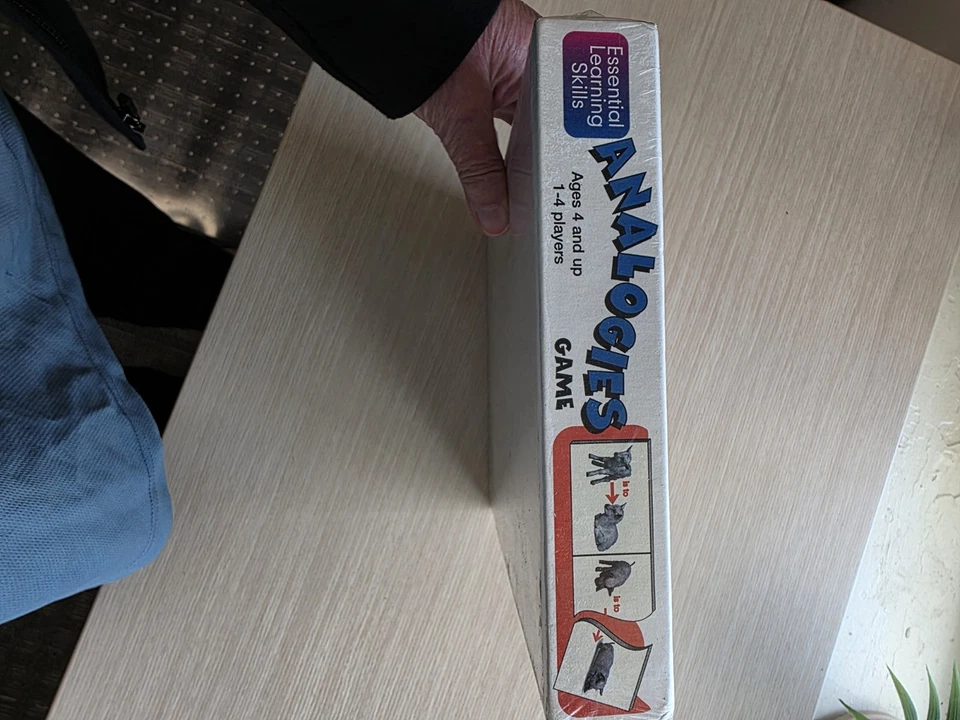 Essential
Learning
Skills
ANALOGIES
GAME
Ages 4 and up
1-4 players
is to
is to